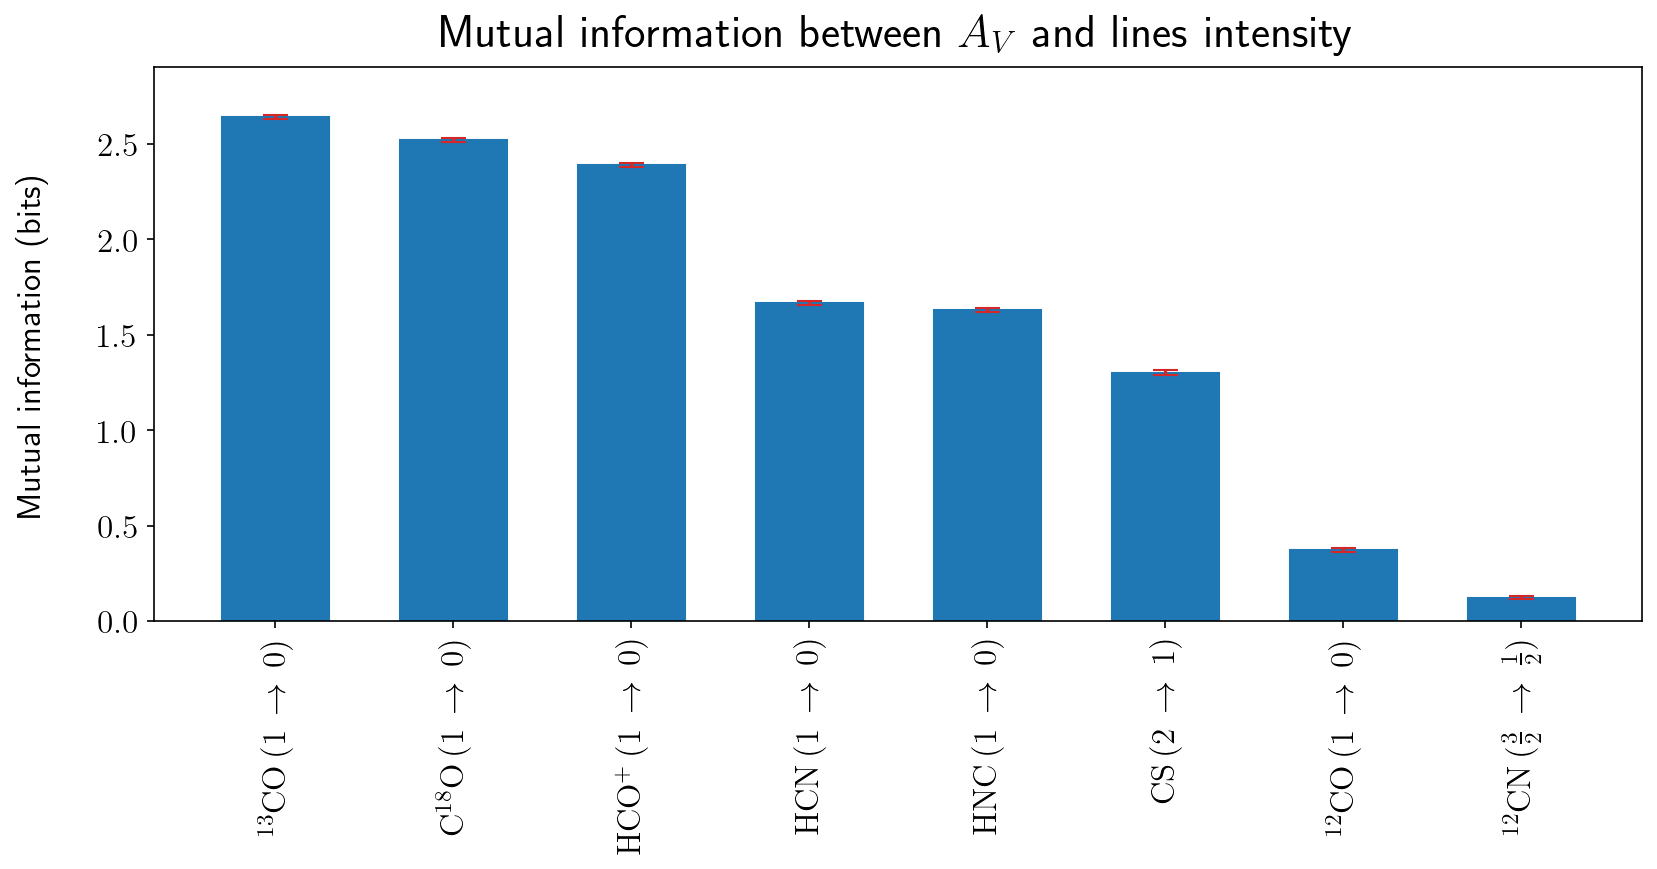 Mutual information between A_V and lines intensity
Mutual information (bits)
2.5
2.0
1.5
1.0
0.5
0.0
¹³CO (1 → 0)
C¹⁸O (1 → 0)
HCO⁺ (1 → 0)
HCN (1 → 0)
HNC (1 → 0)
CS (2 → 1)
¹²CO (1 → 0)
¹²CN (3/2 → 1/2)